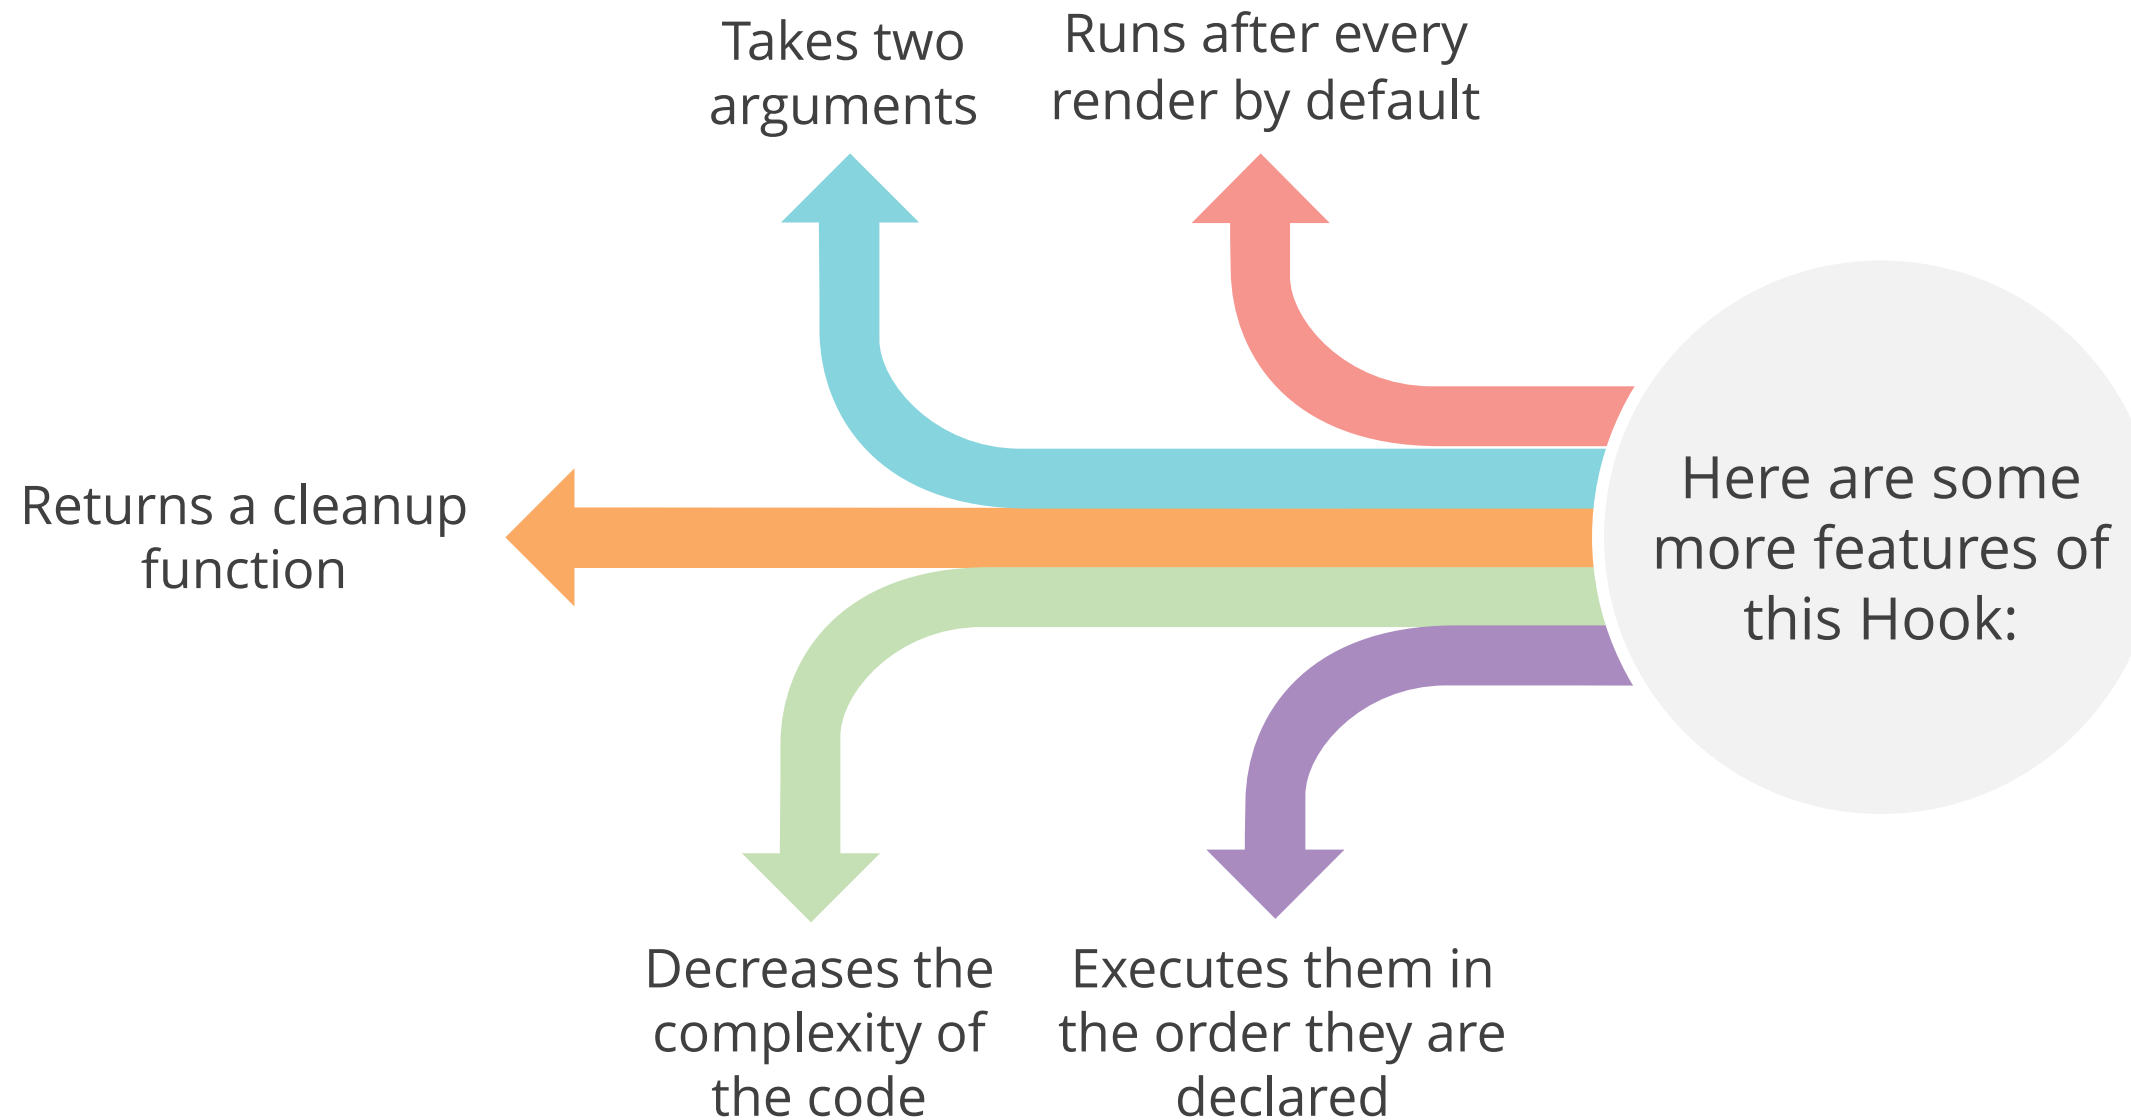 Takes two
arguments
Runs after every
render by default
Returns a cleanup
function
Here are some
more features of
this Hook:
Decreases the
complexity of
the code
Executes them in
the order they are
declared